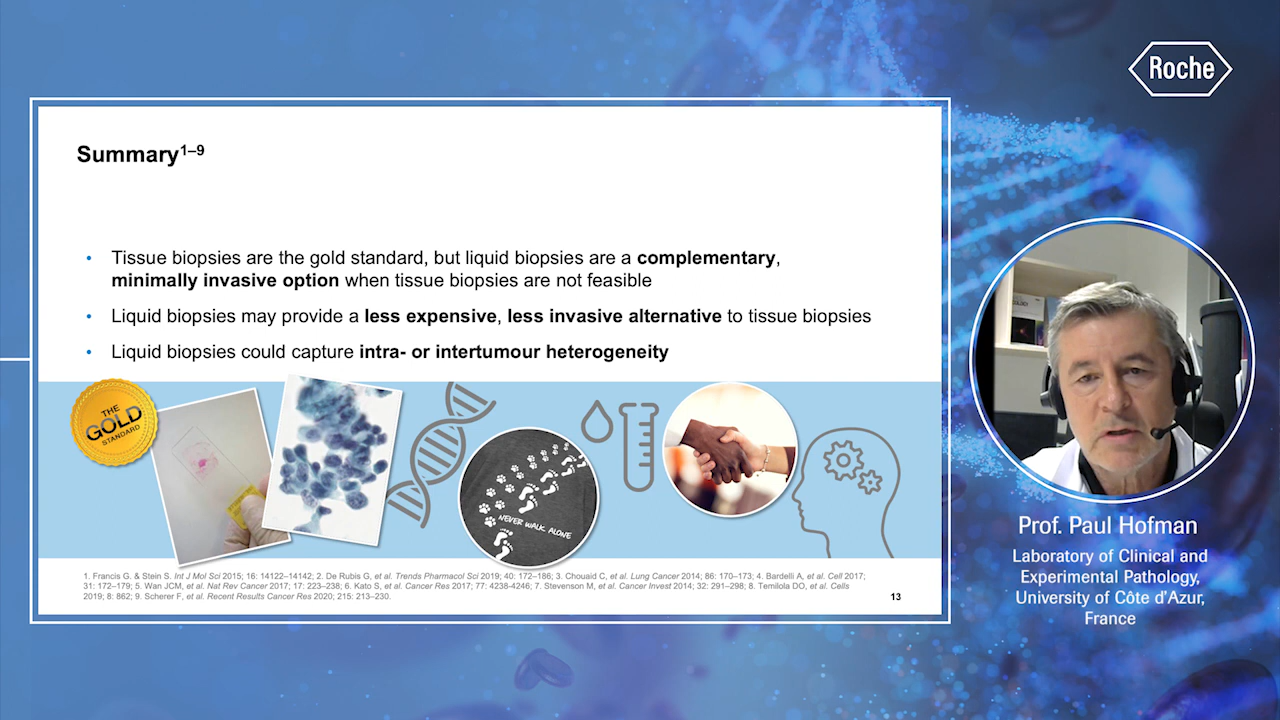 Roche
Summary1–9
• Tissue biopsies are the gold standard, but liquid biopsies are a complementary,
minimally invasive option when tissue biopsies are not feasible
• Liquid biopsies may provide a less expensive, less invasive alternative to tissue biopsies
• Liquid biopsies could capture intra- or intertumour heterogeneity
THE
GOLD
STANDARD
NEVER WALK ALONE
1. Francis G. & Stein S. Int J Mol Sci 2015; 16: 14122–14142; 2. De Rubis G, et al. Trends Pharmacol Sci 2019; 40: 172–186; 3. Chouaid C, et al. Lung Cancer 2014; 86: 170–173; 4. Bardelli A, et al. Cell 2017;
31: 172–179; 5. Wan JCM, et al. Nat Rev Cancer 2017; 17: 223–238; 6. Kato S, et al. Cancer Res 2017; 77: 4238-4246; 7. Stevenson M, et al. Cancer Invest 2014; 32: 291–298; 8. Temilola DO, et al. Cells
2019; 8: 862; 9. Scherer F, et al. Recent Results Cancer Res 2020; 215: 213–230.
13
Prof. Paul Hofman
Laboratory of Clinical and
Experimental Pathology,
University of Côte d'Azur,
France